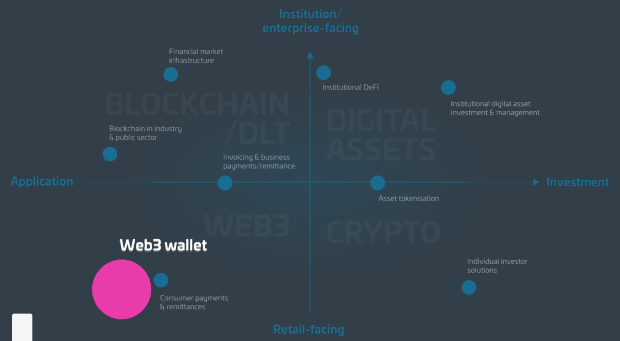 Institution/
enterprise-facing
Financial market
infrastructure
Institutional DeFi
Institutional digital asset
investment & management
BLOCKCHAIN
/DLT
DIGITAL
ASSETS
Blockchain in industry
& public sector
Invoicing & business
payments/remittance
Application
Investment
Asset tokenisation
WEB3
CRYPTO
Web3 wallet
Individual investor
solutions
Consumer payments
& remittances
Retail-facing